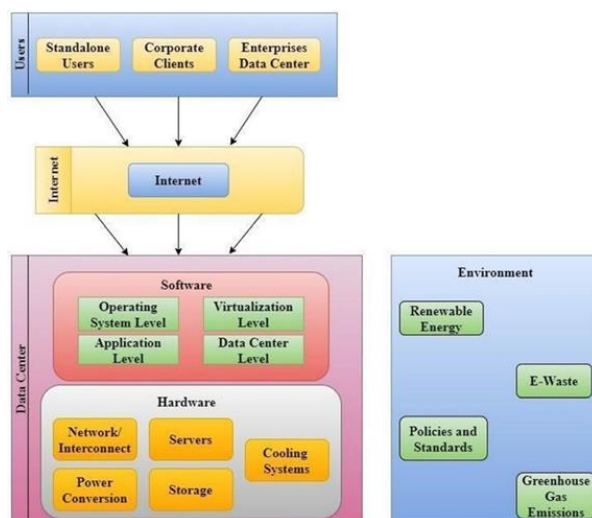 Users
Standalone
Users
Corporate
Clients
Enterprises
Data Center
Internet
Internet
Data Center
Software
Operating
System Level
Virtualization
Level
Application
Level
Data Center
Level
Hardware
Network/
Interconnect
Servers
Cooling
Systems
Power
Conversion
Storage
Environment
Renewable
Energy
E-Waste
Policies and
Standards
Greenhouse
Gas
Emissions